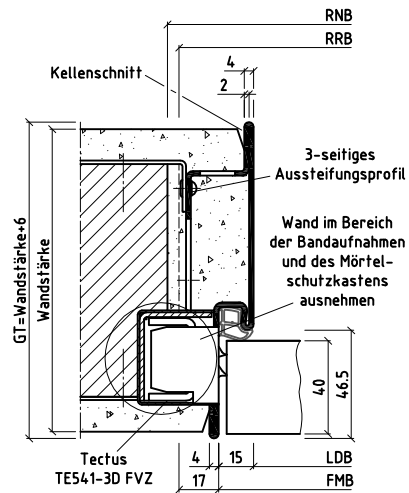 RNB
RRB
4
Kellenschnitt
2
3-seitiges
Aussteifungsprofil
Wand im Bereich
der Bandaufnahmen
und des Mörtel-
schutzkastens
ausnehmen
GT=Wandstärke+6
Wandstärke
40
46.5
Tectus
TE541-3D FVZ
4
15
LDB
17
FMB